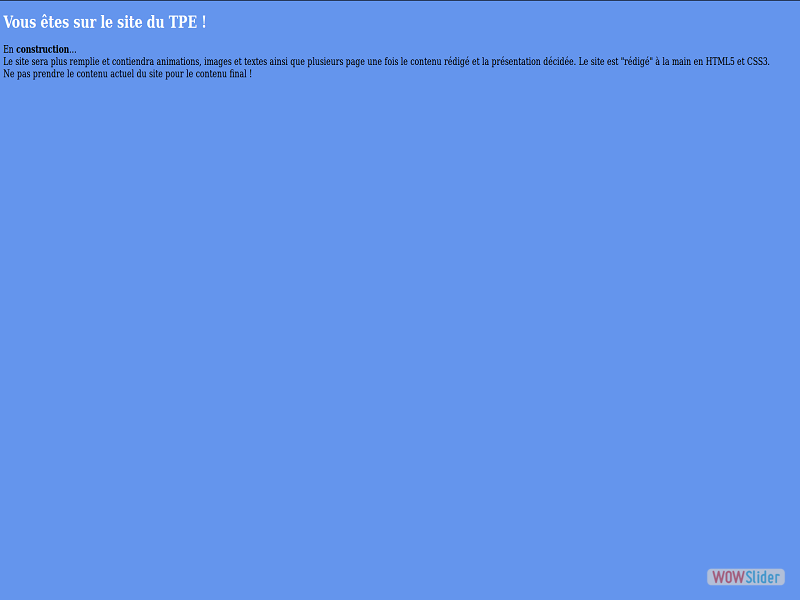 Vous êtes sur le site du TPE !
En construction...
Le site sera plus remplie et contiendra animations, images et textes ainsi que plusieurs page une fois le contenu rédigé et la présentation décidée. Le site est "rédigé" à la main en HTML5 et CSS3.
Ne pas prendre le contenu actuel du site pour le contenu final !
WOWSlider